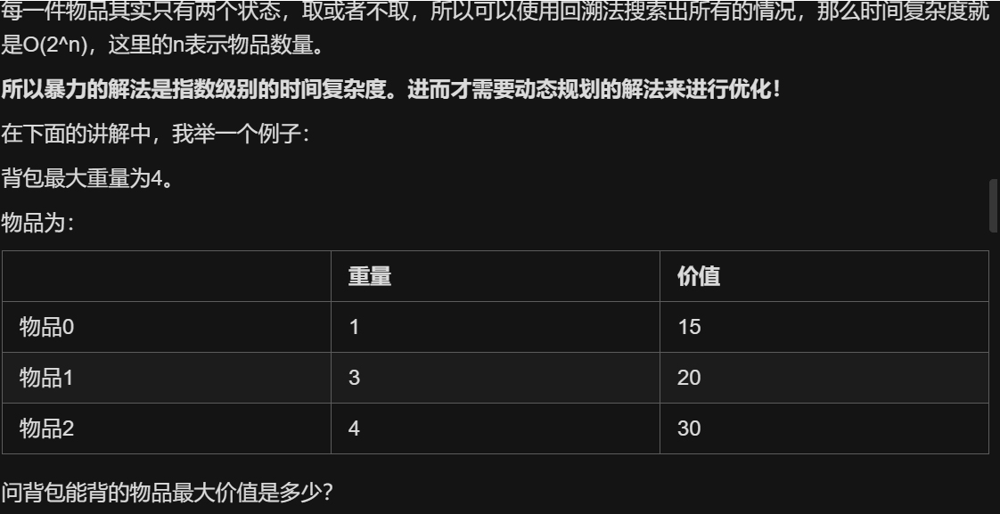 每一件物品其实只有两个状态，取或者不取，所以可以使用回溯法搜索出所有的情况，那么时间复杂度就
是O(2^n)，这里的n表示物品数量。
所以暴力的解法是指数级别的时间复杂度。进而才需要动态规划的解法来进行优化！
在下面的讲解中，我举一个例子：
背包最大重量为4。
物品为：
重量 价值
物品0 1 15
物品1 3 20
物品2 4 30
问背包能背的物品最大价值是多少？